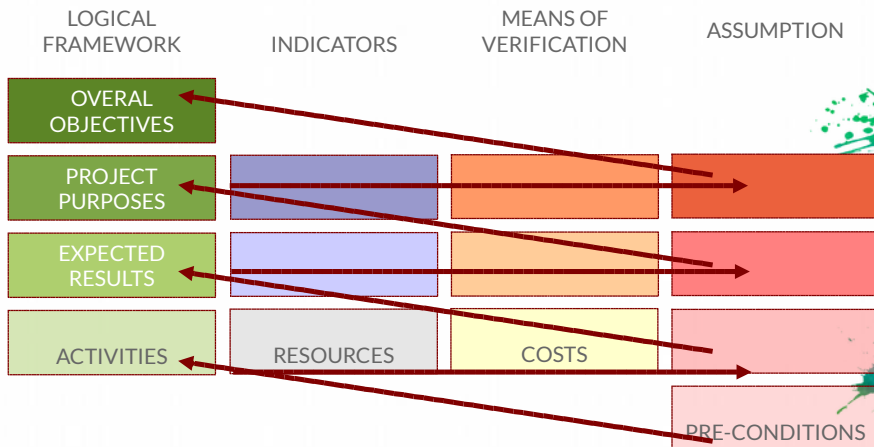 LOGICAL
FRAMEWORK
INDICATORS
MEANS OF
VERIFICATION
ASSUMPTION
OVERAL
OBJECTIVES
PROJECT
PURPOSES
EXPECTED
RESULTS
ACTIVITIES
RESOURCES
COSTS
PRE-CONDITIONS